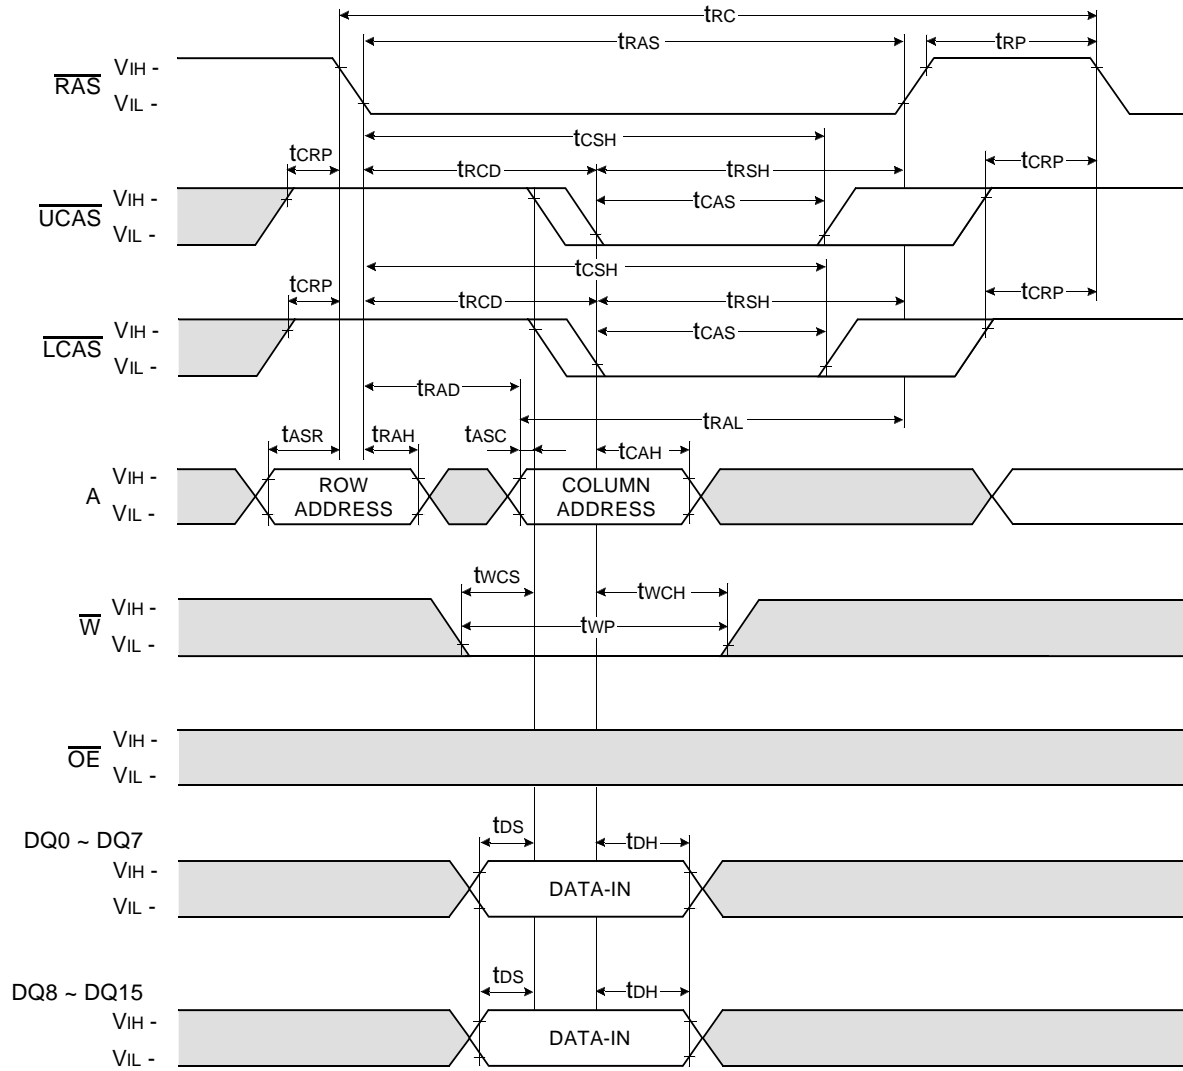 tRC
tRAS tRP
RAS VIH -
VIL -
tCSH
tCRP tRCD tRSH tCRP
UCAS VIH -
VIL -
tCAS
tCSH
tCRP tRCD tRSH tCRP
LCAS VIH -
VIL -
tCAS
tRAD
tRAL
tASR tRAH tASC tCAH
A VIH -
VIL -
ROW
ADDRESS
COLUMN
ADDRESS
tWCS tWCH
W VIH -
VIL -
tWP
OE VIH -
VIL -
DQ0 ~ DQ7
VIH -
VIL -
tDS tDH
DATA-IN
DQ8 ~ DQ15
VIH -
VIL -
tDS tDH
DATA-IN